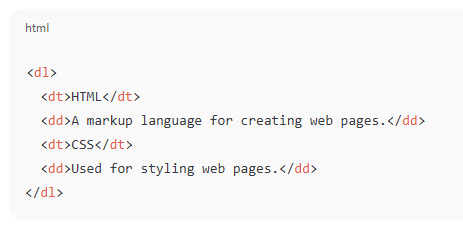 html
<dl>
<dt>HTML</dt>
<dd>A markup language for creating web pages.</dd>
<dt>CSS</dt>
<dd>Used for styling web pages.</dd>
</dl>